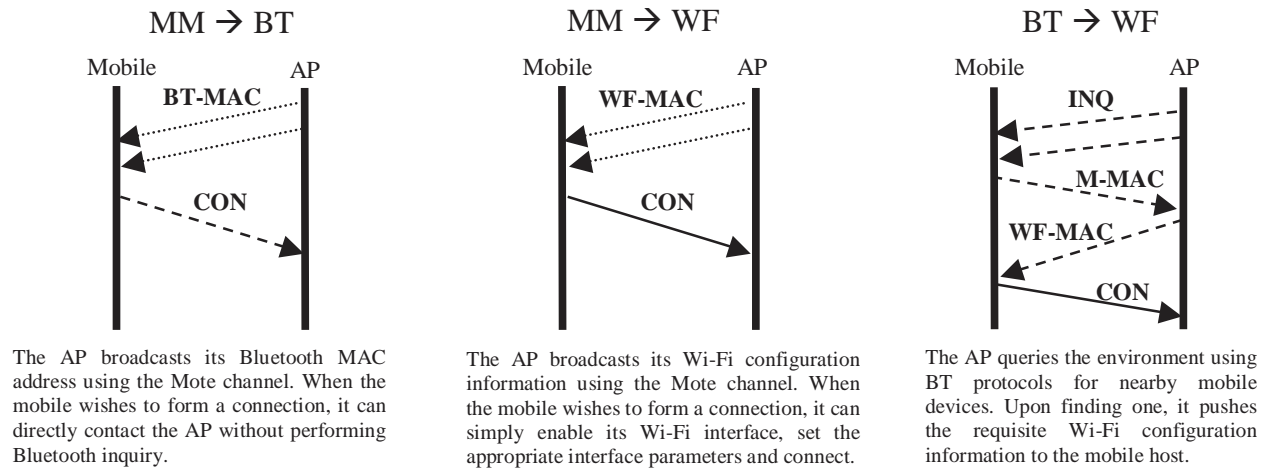 MM → BT
Mobile
AP
BT-MAC
CON
The AP broadcasts its Bluetooth MAC
address using the Mote channel. When the
mobile wishes to form a connection, it can
directly contact the AP without performing
Bluetooth inquiry.
MM → WF
Mobile
AP
WF-MAC
CON
The AP broadcasts its Wi-Fi configuration
information using the Mote channel. When
the mobile wishes to form a connection, it can
simply enable its Wi-Fi interface, set the
appropriate interface parameters and connect.
BT → WF
Mobile
AP
INQ
M-MAC
WF-MAC
CON
The AP queries the environment using
BT protocols for nearby mobile
devices. Upon finding one, it pushes
the requisite Wi-Fi configuration
information to the mobile host.